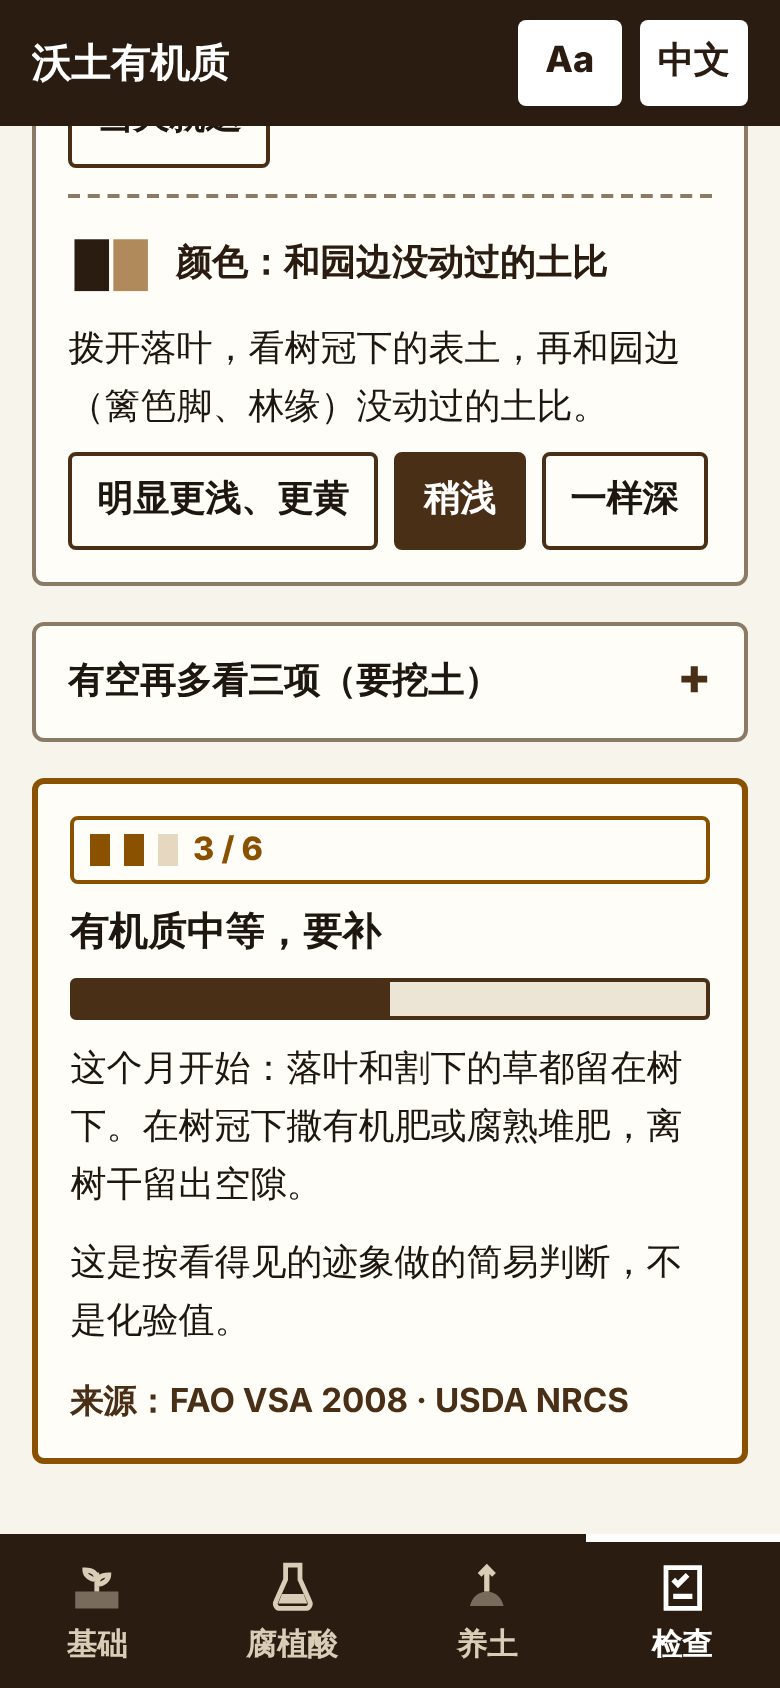 沃土有机质
Aa
中文
颜色：和园边没动过的土比
拨开落叶，看树冠下的表土，再和园边
（篱笆脚、林缘）没动过的土比。
明显更浅、更黄
稍浅
一样深
有空再多看三项（要挖土）
+
3 / 6
有机质中等，要补
这个月开始：落叶和割下的草都留在树
下。在树冠下撒有机肥或腐熟堆肥，离
树干留出空隙。
这是按看得见的迹象做的简易判断，不
是化验值。
来源：FAO VSA 2008 · USDA NRCS
基础
腐植酸
养土
检查